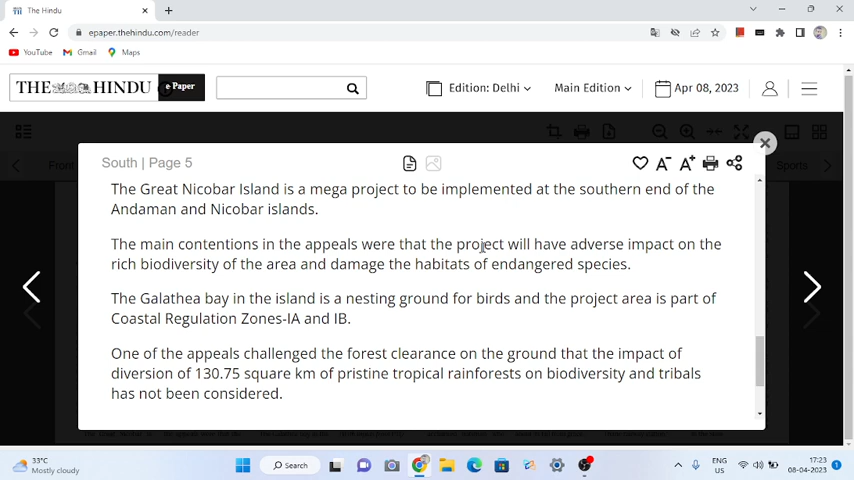 The Hindu
epaper.thehindu.com/reader
YouTube Gmail Maps
THE HINDU e Paper Edition: Delhi Main Edition Apr 08, 2023
South | Page 5 A- A+
Front
Sports
The Great Nicobar Island is a mega project to be implemented at the southern end of the
Andaman and Nicobar islands.
The main contentions in the appeals were that the project will have adverse impact on the
rich biodiversity of the area and damage the habitats of endangered species.
The Galathea bay in the island is a nesting ground for birds and the project area is part of
Coastal Regulation Zones-IA and IB.
One of the appeals challenged the forest clearance on the ground that the impact of
diversion of 130.75 square km of pristine tropical rainforests on biodiversity and tribals
has not been considered.
33°C
Mostly cloudy
Search
ENG
US
17:23
08-04-2023
1